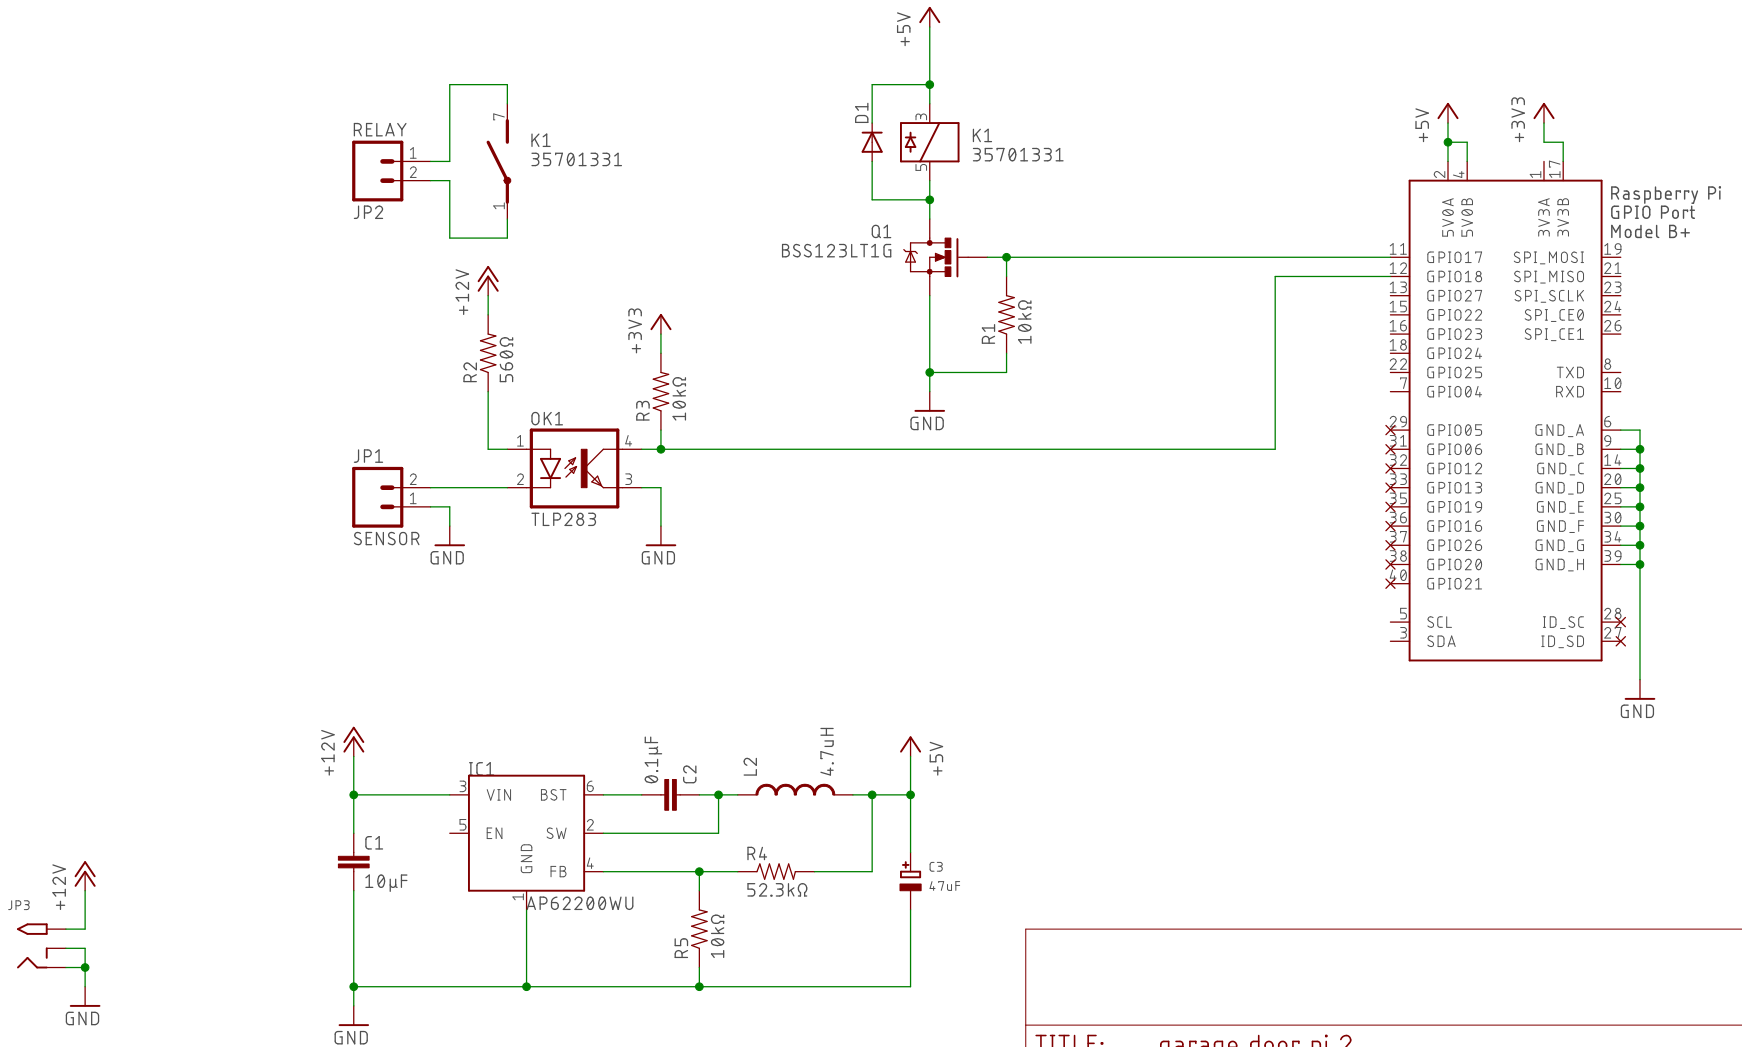 +5V
RELAY
1
2
JP2
7
1
K1
35701331
D1
3
5
K1
35701331
Q1
BSS123LT1G
R1
10kΩ
GND
+12V
R2
560Ω
+3V3
R3
10kΩ
OK1
1
2
4
3
TLP283
JP1
2
1
SENSOR
GND
GND
+5V
+3V3
2
4
1
17
Raspberry Pi
GPIO Port
Model B+
5V0A
5V0B
3V3A
3V3B
11 GPIO17 SPI_MOSI 19
12 GPIO18 SPI_MISO 21
13 GPIO27 SPI_SCLK 23
15 GPIO22 SPI_CE0 24
16 GPIO23 SPI_CE1 26
18 GPIO24
22 GPIO25 TXD 8
7 GPIO04 RXD 10
29 GPIO05 GND_A 6
31 GPIO06 GND_B 9
32 GPIO12 GND_C 14
33 GPIO13 GND_D 20
35 GPIO19 GND_E 25
36 GPIO16 GND_F 30
37 GPIO26 GND_G 34
38 GPIO20 GND_H 39
40 GPIO21
5 SCL ID_SC 28
3 SDA ID_SD 27
GND
+12V
IC1
3 VIN BST 6
5 EN SW 2
GND
FB 4
1
AP62200WU
C1
10µF
0.1µF
C2
L2
4.7uH
+5V
R4
52.3kΩ
R5
10kΩ
C3
47uF
GND
JP3
+12V
GND
TITLE: garage door pi 2